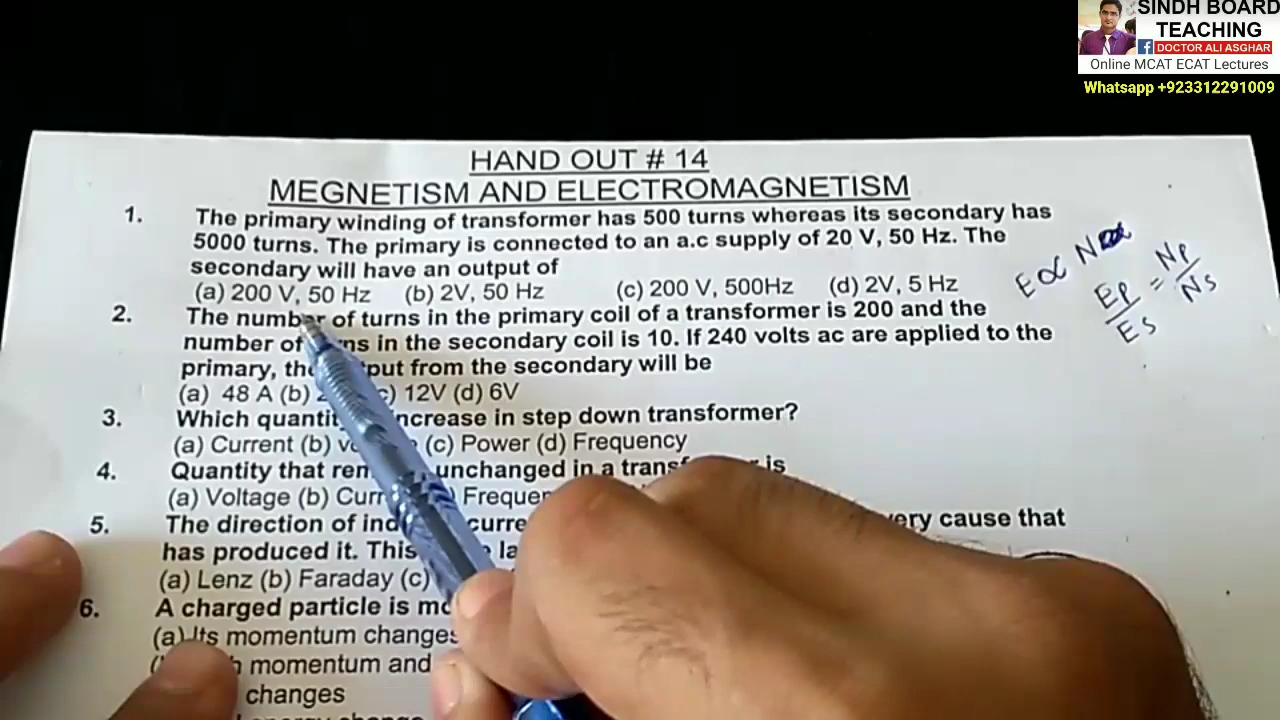 SINDH BOARD
TEACHING
f DOCTOR ALI ASGHAR
Online MCAT ECAT Lectures
Whatsapp +923312291009
HAND OUT # 14
MEGNETISM AND ELECTROMAGNETISM
1. The primary winding of transformer has 500 turns whereas its secondary has
5000 turns. The primary is connected to an a.c supply of 20 V, 50 Hz. The
secondary will have an output of
(a) 200 V, 50 Hz (b) 2V, 50 Hz (c) 200 V, 500Hz (d) 2V, 5 Hz
E∝ N
Ep/Es = Np/Ns
2. The number of turns in the primary coil of a transformer is 200 and the
number of in the secondary coil is 10. If 240 volts ac are applied to the
primary, from the secondary will be
(a) 48 A (b) 12V (d) 6V
3. Which increase in step down transformer?
(a) Current (b) (c) Power (d) Frequency
4. Quantity that unchanged in a is
(a) Voltage (b)
5. The direction of cause that
has produced it. This
(a) Lenz (b) Faraday (c)
6. A charged particle is
(a) Its momentum changes
momentum and
changes